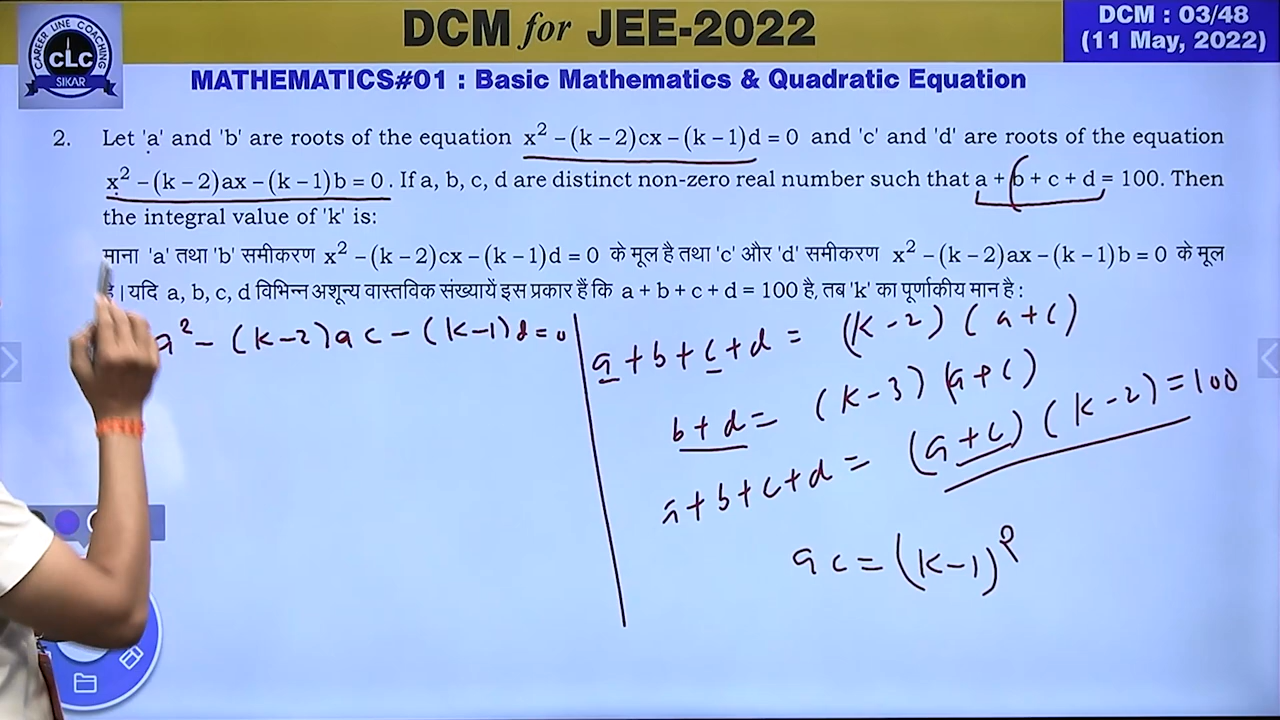 DCM for JEE-2022
DCM : 03/48
(11 May, 2022)
CAREER LINE COACHING
CLC
SIKAR
MATHEMATICS#01 : Basic Mathematics & Quadratic Equation
2. Let 'a' and 'b' are roots of the equation x² – (k – 2)cx – (k – 1)d = 0 and 'c' and 'd' are roots of the equation
x² – (k – 2)ax – (k – 1)b = 0. If a, b, c, d are distinct non-zero real number such that a + b + c + d = 100. Then
the integral value of 'k' is:
माना 'a' तथा 'b' समीकरण x² – (k – 2)cx – (k – 1)d = 0 के मूल है तथा 'c' और 'd' समीकरण x² – (k – 2)ax – (k – 1)b = 0 के मूल
है। यदि a, b, c, d विभिन्न अशून्य वास्तविक संख्यायें इस प्रकार हैं कि a + b + c + d = 100 है, तब 'k' का पूर्णाकीय मान है :
a² – (k–2)ac – (k–1)d = 0
a + b + c + d = (k–2)(a+c)
b + d = (k–3)(a+c)
a + b + c + d = (a+c)(k–2) = 100
ac = (k–1)²